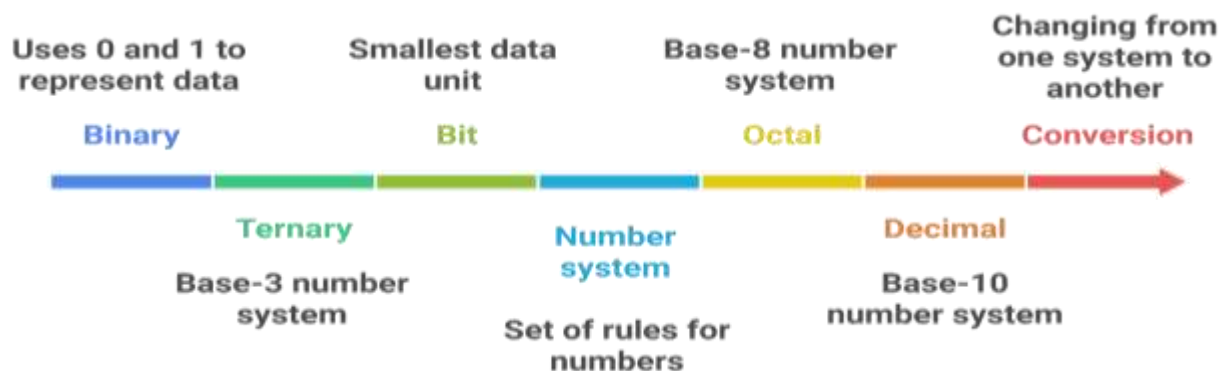 Uses 0 and 1 to
represent data
Binary
Ternary
Base-3 number
system
Smallest data
unit
Bit
Number
system
Set of rules for
numbers
Base-8 number
system
Octal
Decimal
Base-10
number system
Changing from
one system to
another
Conversion